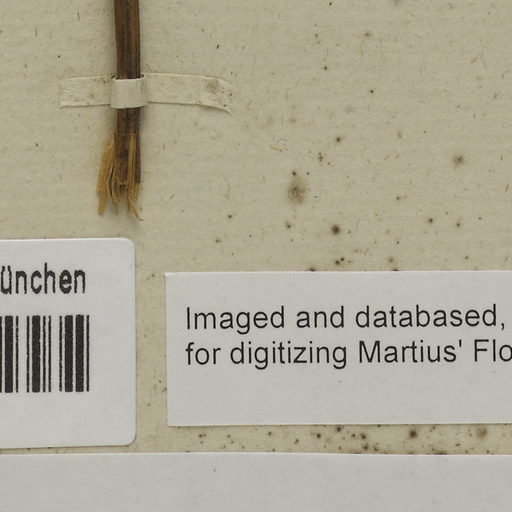 ünchen
Imaged and databased,
for digitizing Martius' Flo